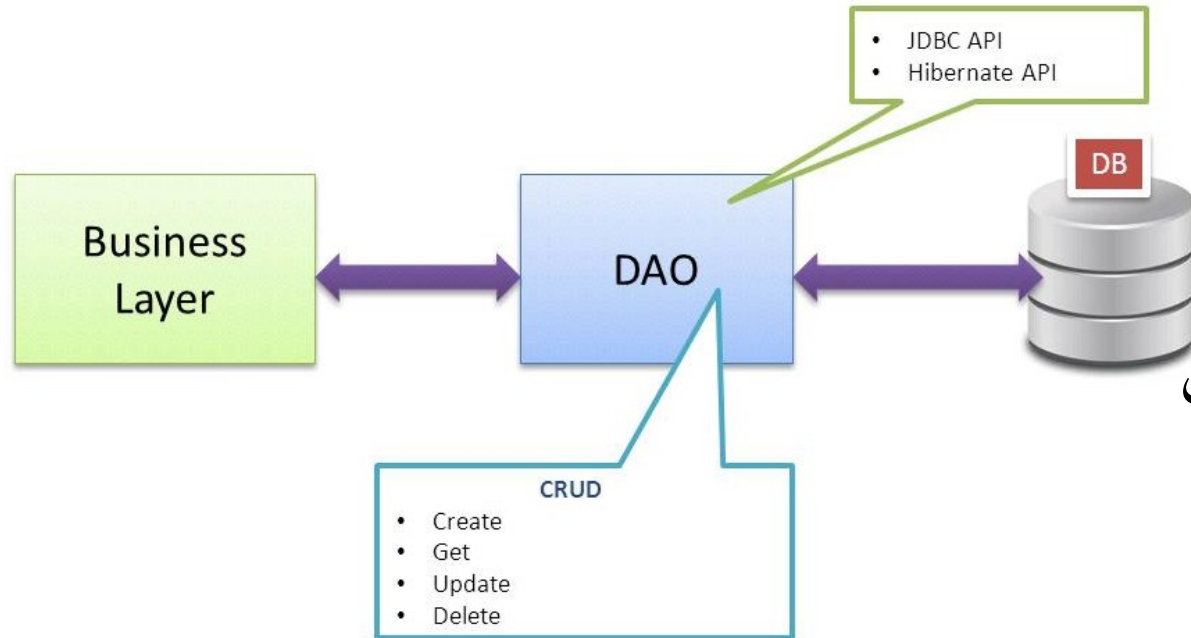 • JDBC API
• Hibernate API
DB
Business
Layer
DAO
CRUD
• Create
• Get
• Update
• Delete